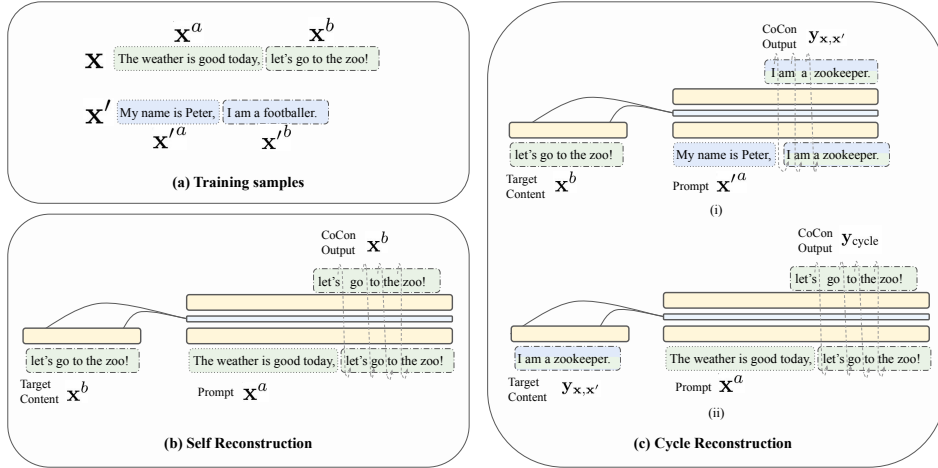 x^a x^b
x The weather is good today, let's go to the zoo!
x' My name is Peter, I am a footballer.
x'^a x'^b
(a) Training samples
CoCon Output x^b
let's go to the zoo!
let's go to the zoo! The weather is good today, let's go to the zoo!
Target Content x^b Prompt x^a
(b) Self Reconstruction
CoCon Output y_{x,x'}
I am a zookeeper.
let's go to the zoo! My name is Peter, I am a zookeeper.
Target Content x^b Prompt x'^a
(i)
CoCon Output y_cycle
let's go to the zoo!
I am a zookeeper. The weather is good today, let's go to the zoo!
Target Content y_{x,x'} Prompt x^a
(ii)
(c) Cycle Reconstruction